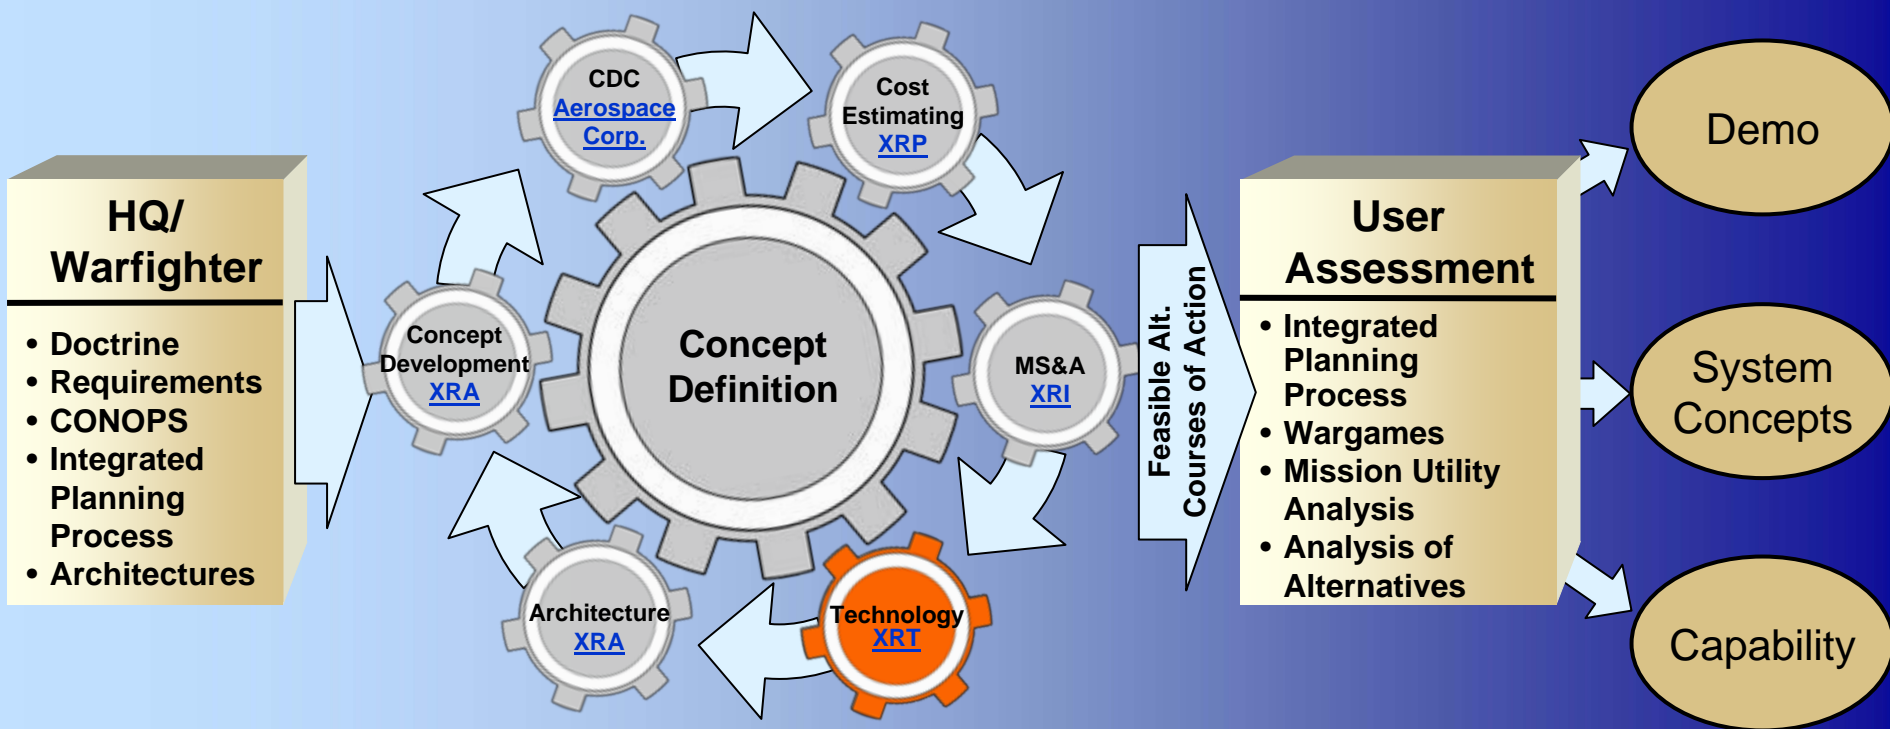 HQ/
Warfighter
• Doctrine
• Requirements
• CONOPS
• Integrated
Planning
Process
• Architectures
Concept
Development
XRA
CDC
Aerospace
Corp.
Cost
Estimating
XRP
MS&A
XRI
Technology
XRT
Architecture
XRA
Concept
Definition
Feasible Alt.
Courses of Action
User
Assessment
• Integrated
Planning
Process
• Wargames
• Mission Utility
Analysis
• Analysis of
Alternatives
Demo
System
Concepts
Capability